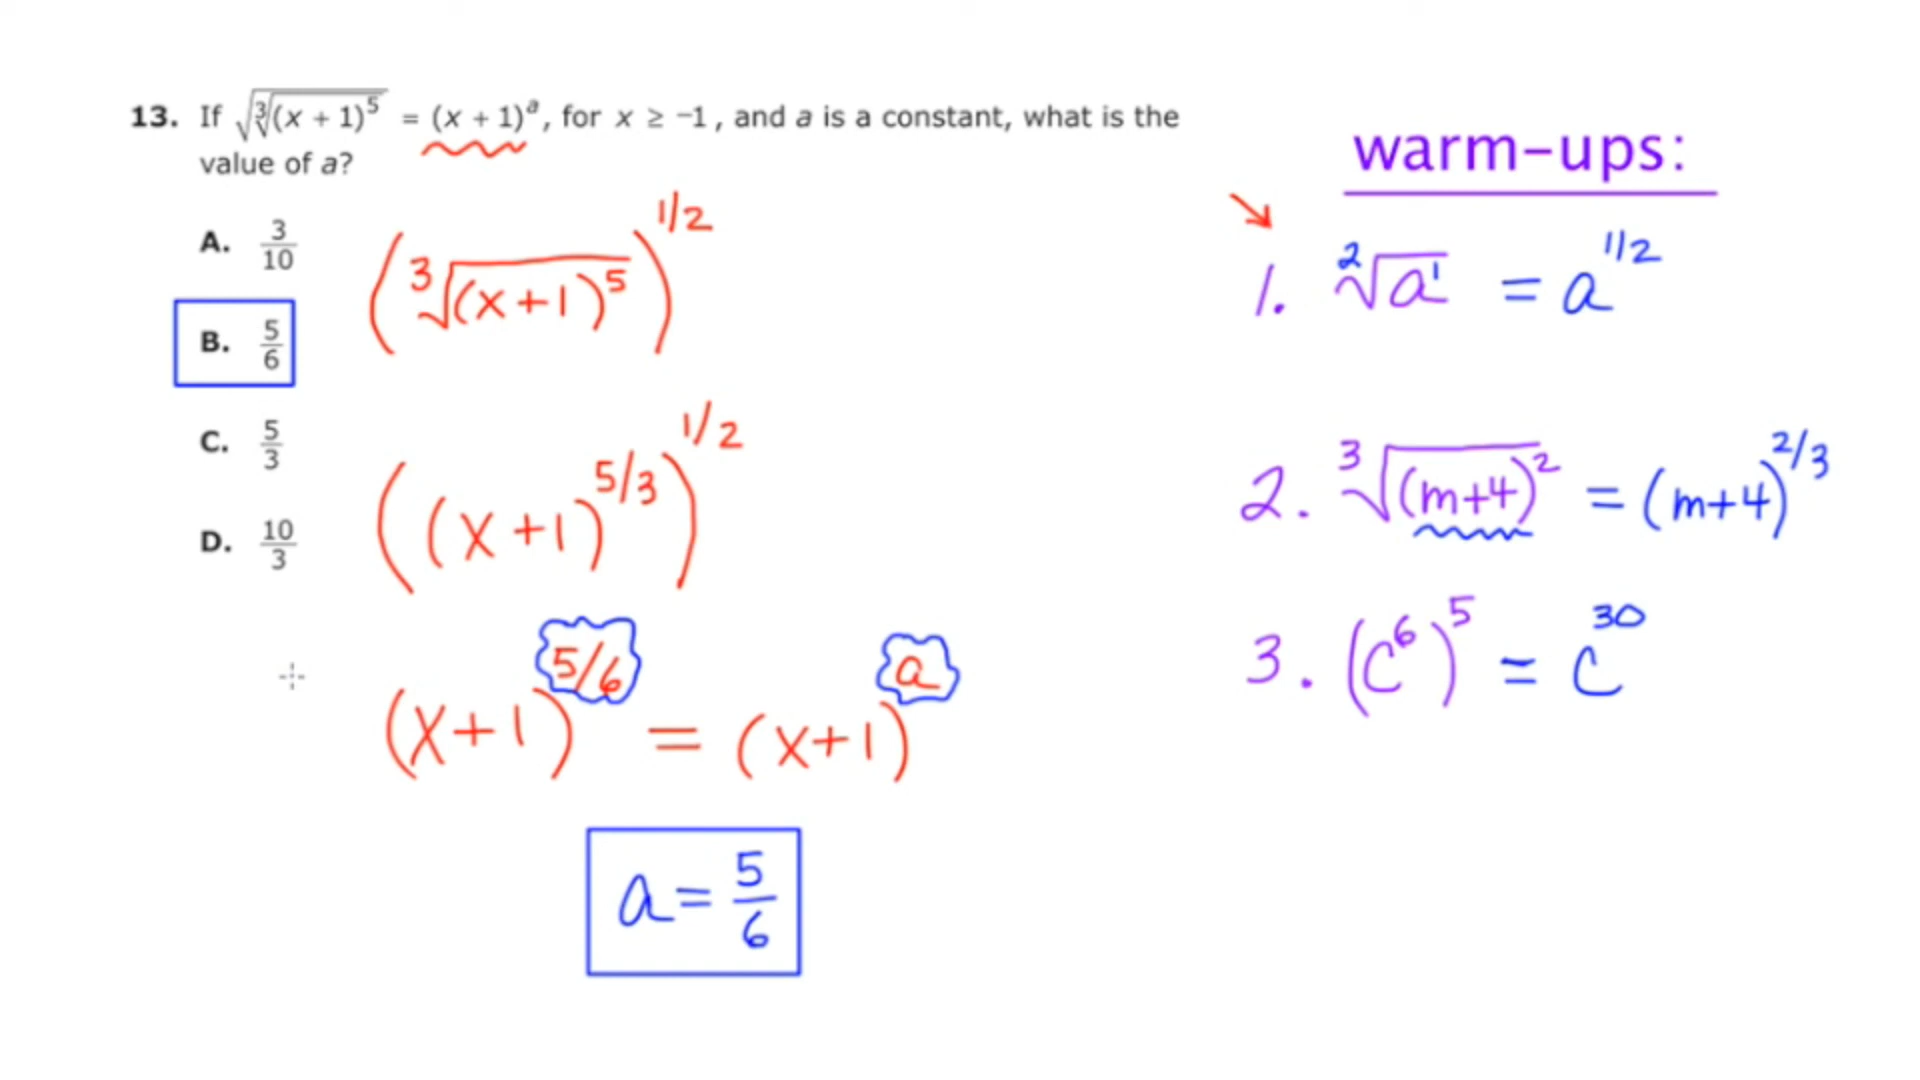 13. If √(∛(x + 1)⁵) = (x + 1)ᵃ, for x ≥ −1, and a is a constant, what is the
value of a?
A. 3/10
B. 5/6
C. 5/3
D. 10/3
(∛(x+1)⁵)^1/2
((x+1)^5/3)^1/2
(x+1)^5/6 = (x+1)^a
a = 5/6
warm-ups:
1. ²√a¹ = a^1/2
2. ∛(m+4)² = (m+4)^2/3
3. (c⁶)⁵ = c³⁰